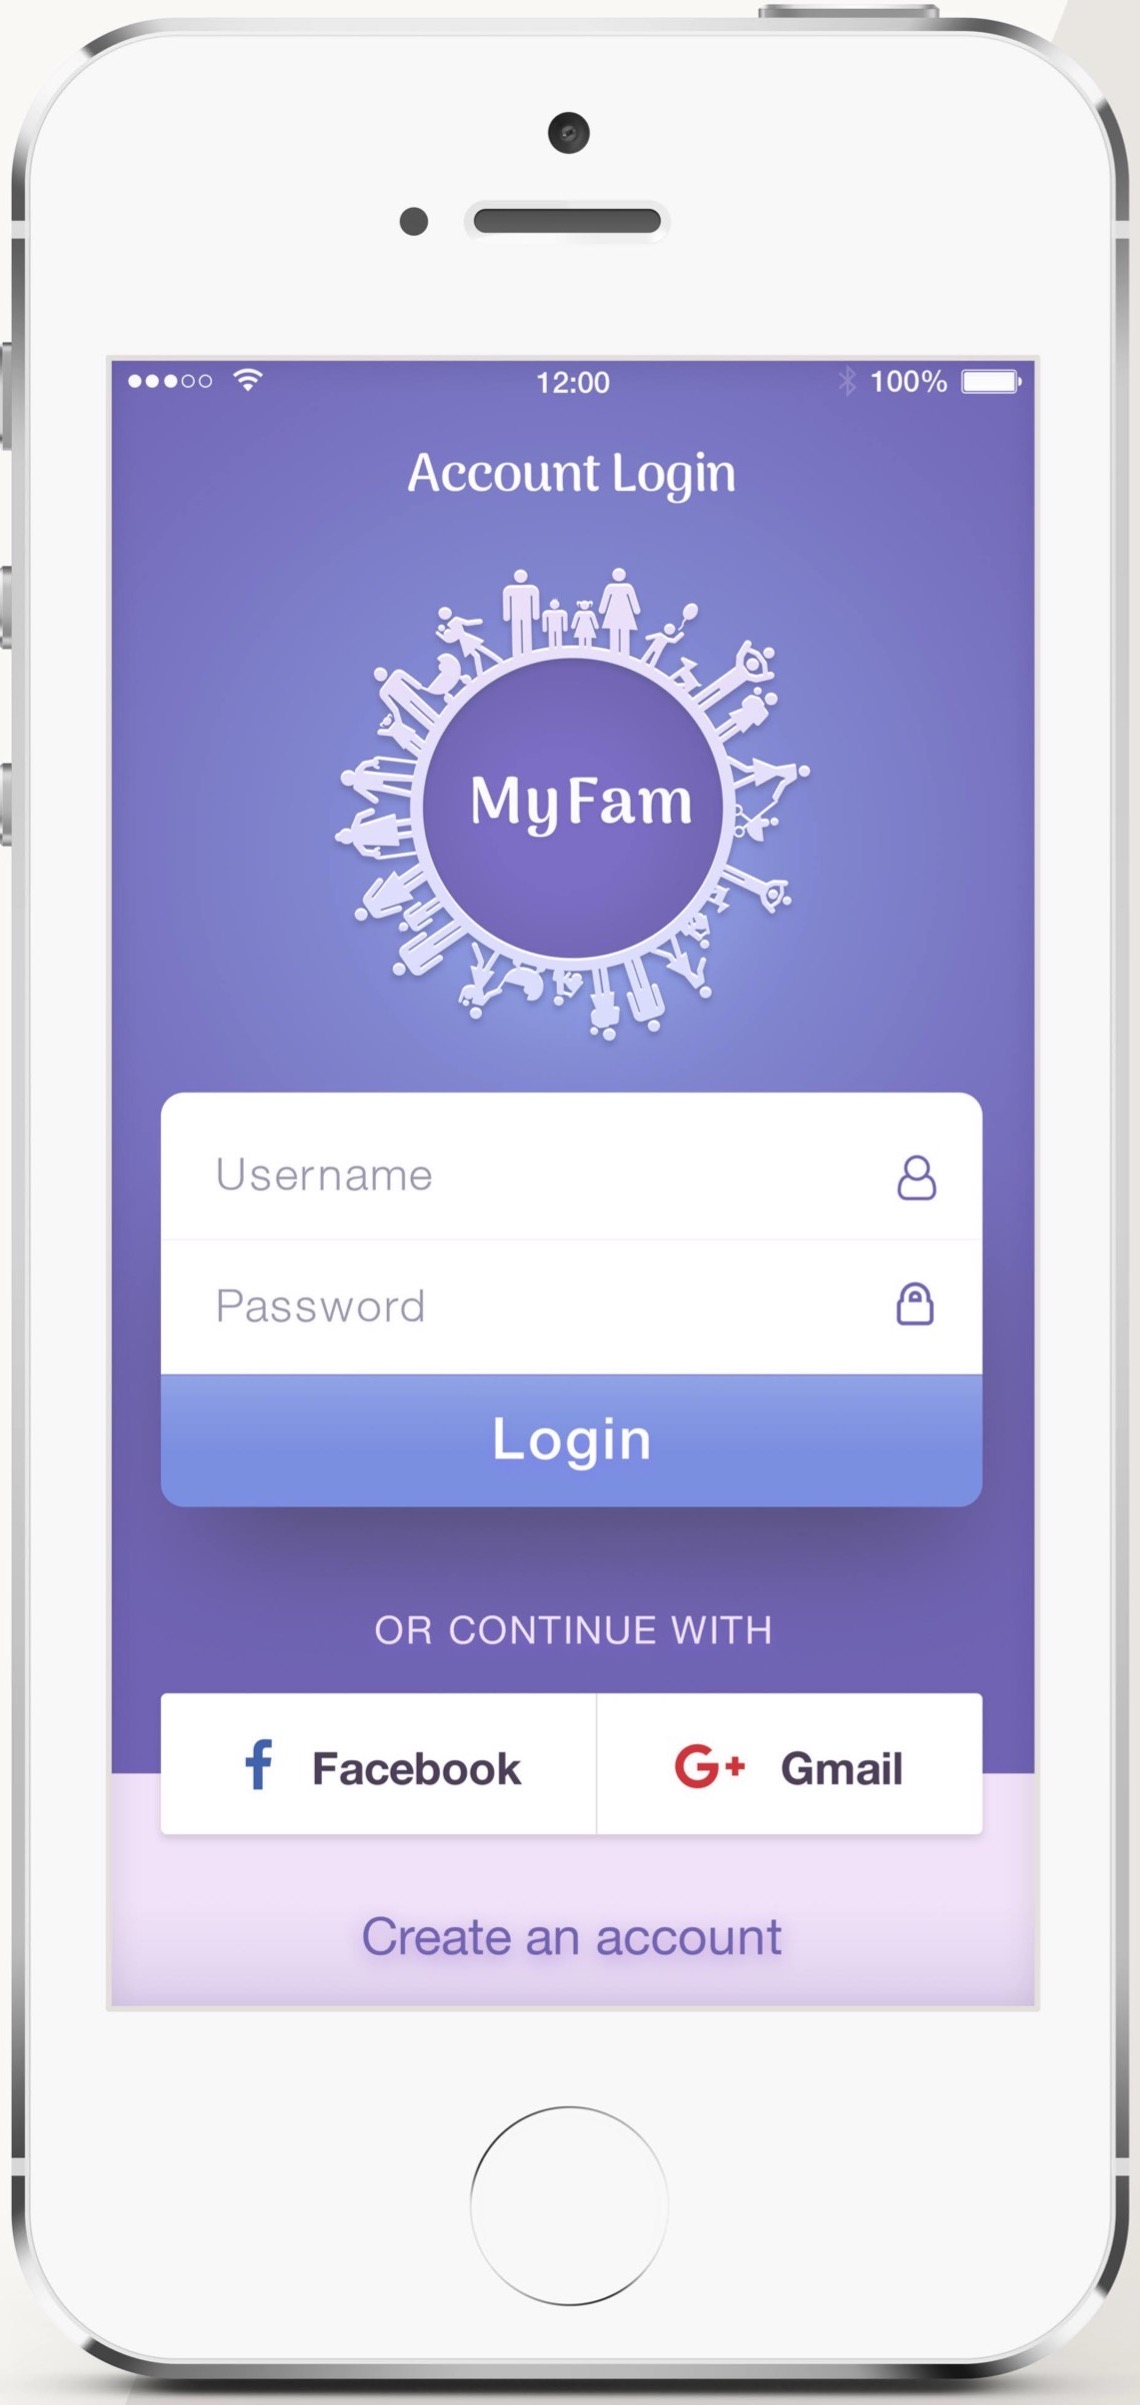 12:00
100%
Account Login
MyFam
Username
Password
Login
OR CONTINUE WITH
Facebook
G+ Gmail
Create an account